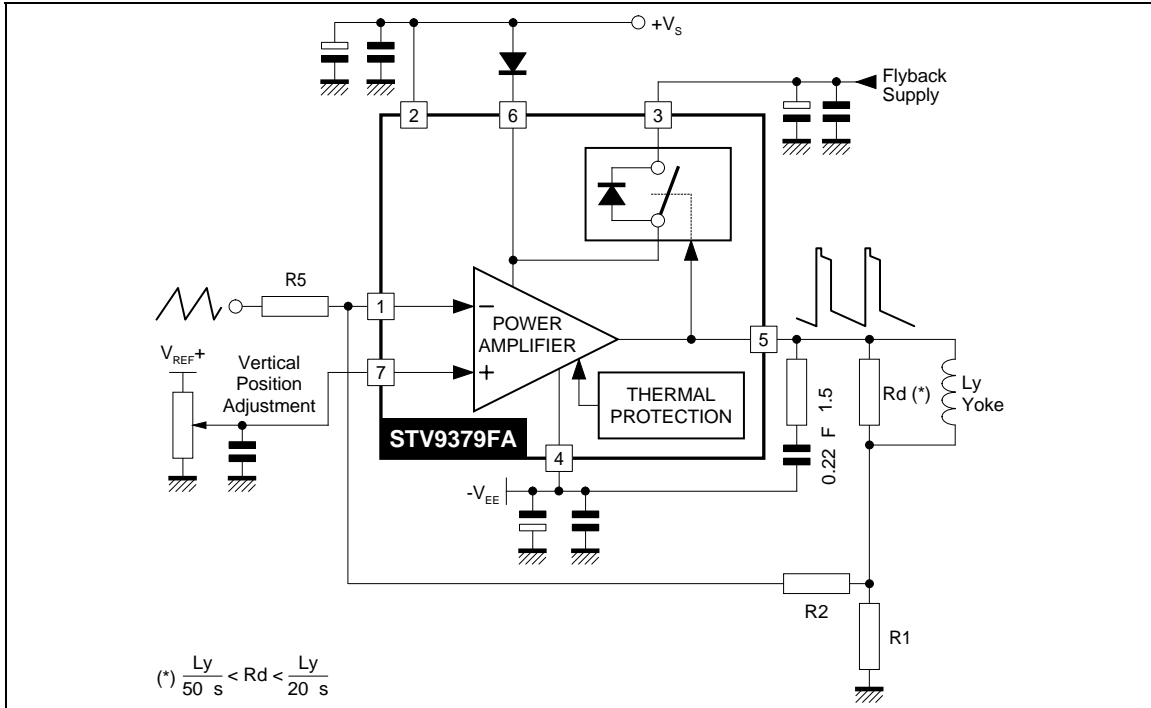 +VS
Flyback
Supply
2
6
3
R5
1
−
POWER
AMPLIFIER
5
VREF+
Vertical
Position
Adjustment
7
+
THERMAL
PROTECTION
Rd (*)
Ly
Yoke
1.5
0.22 F
STV9379FA
4
-VEE
R2
R1
(*) Ly/50 s < Rd < Ly/20 s